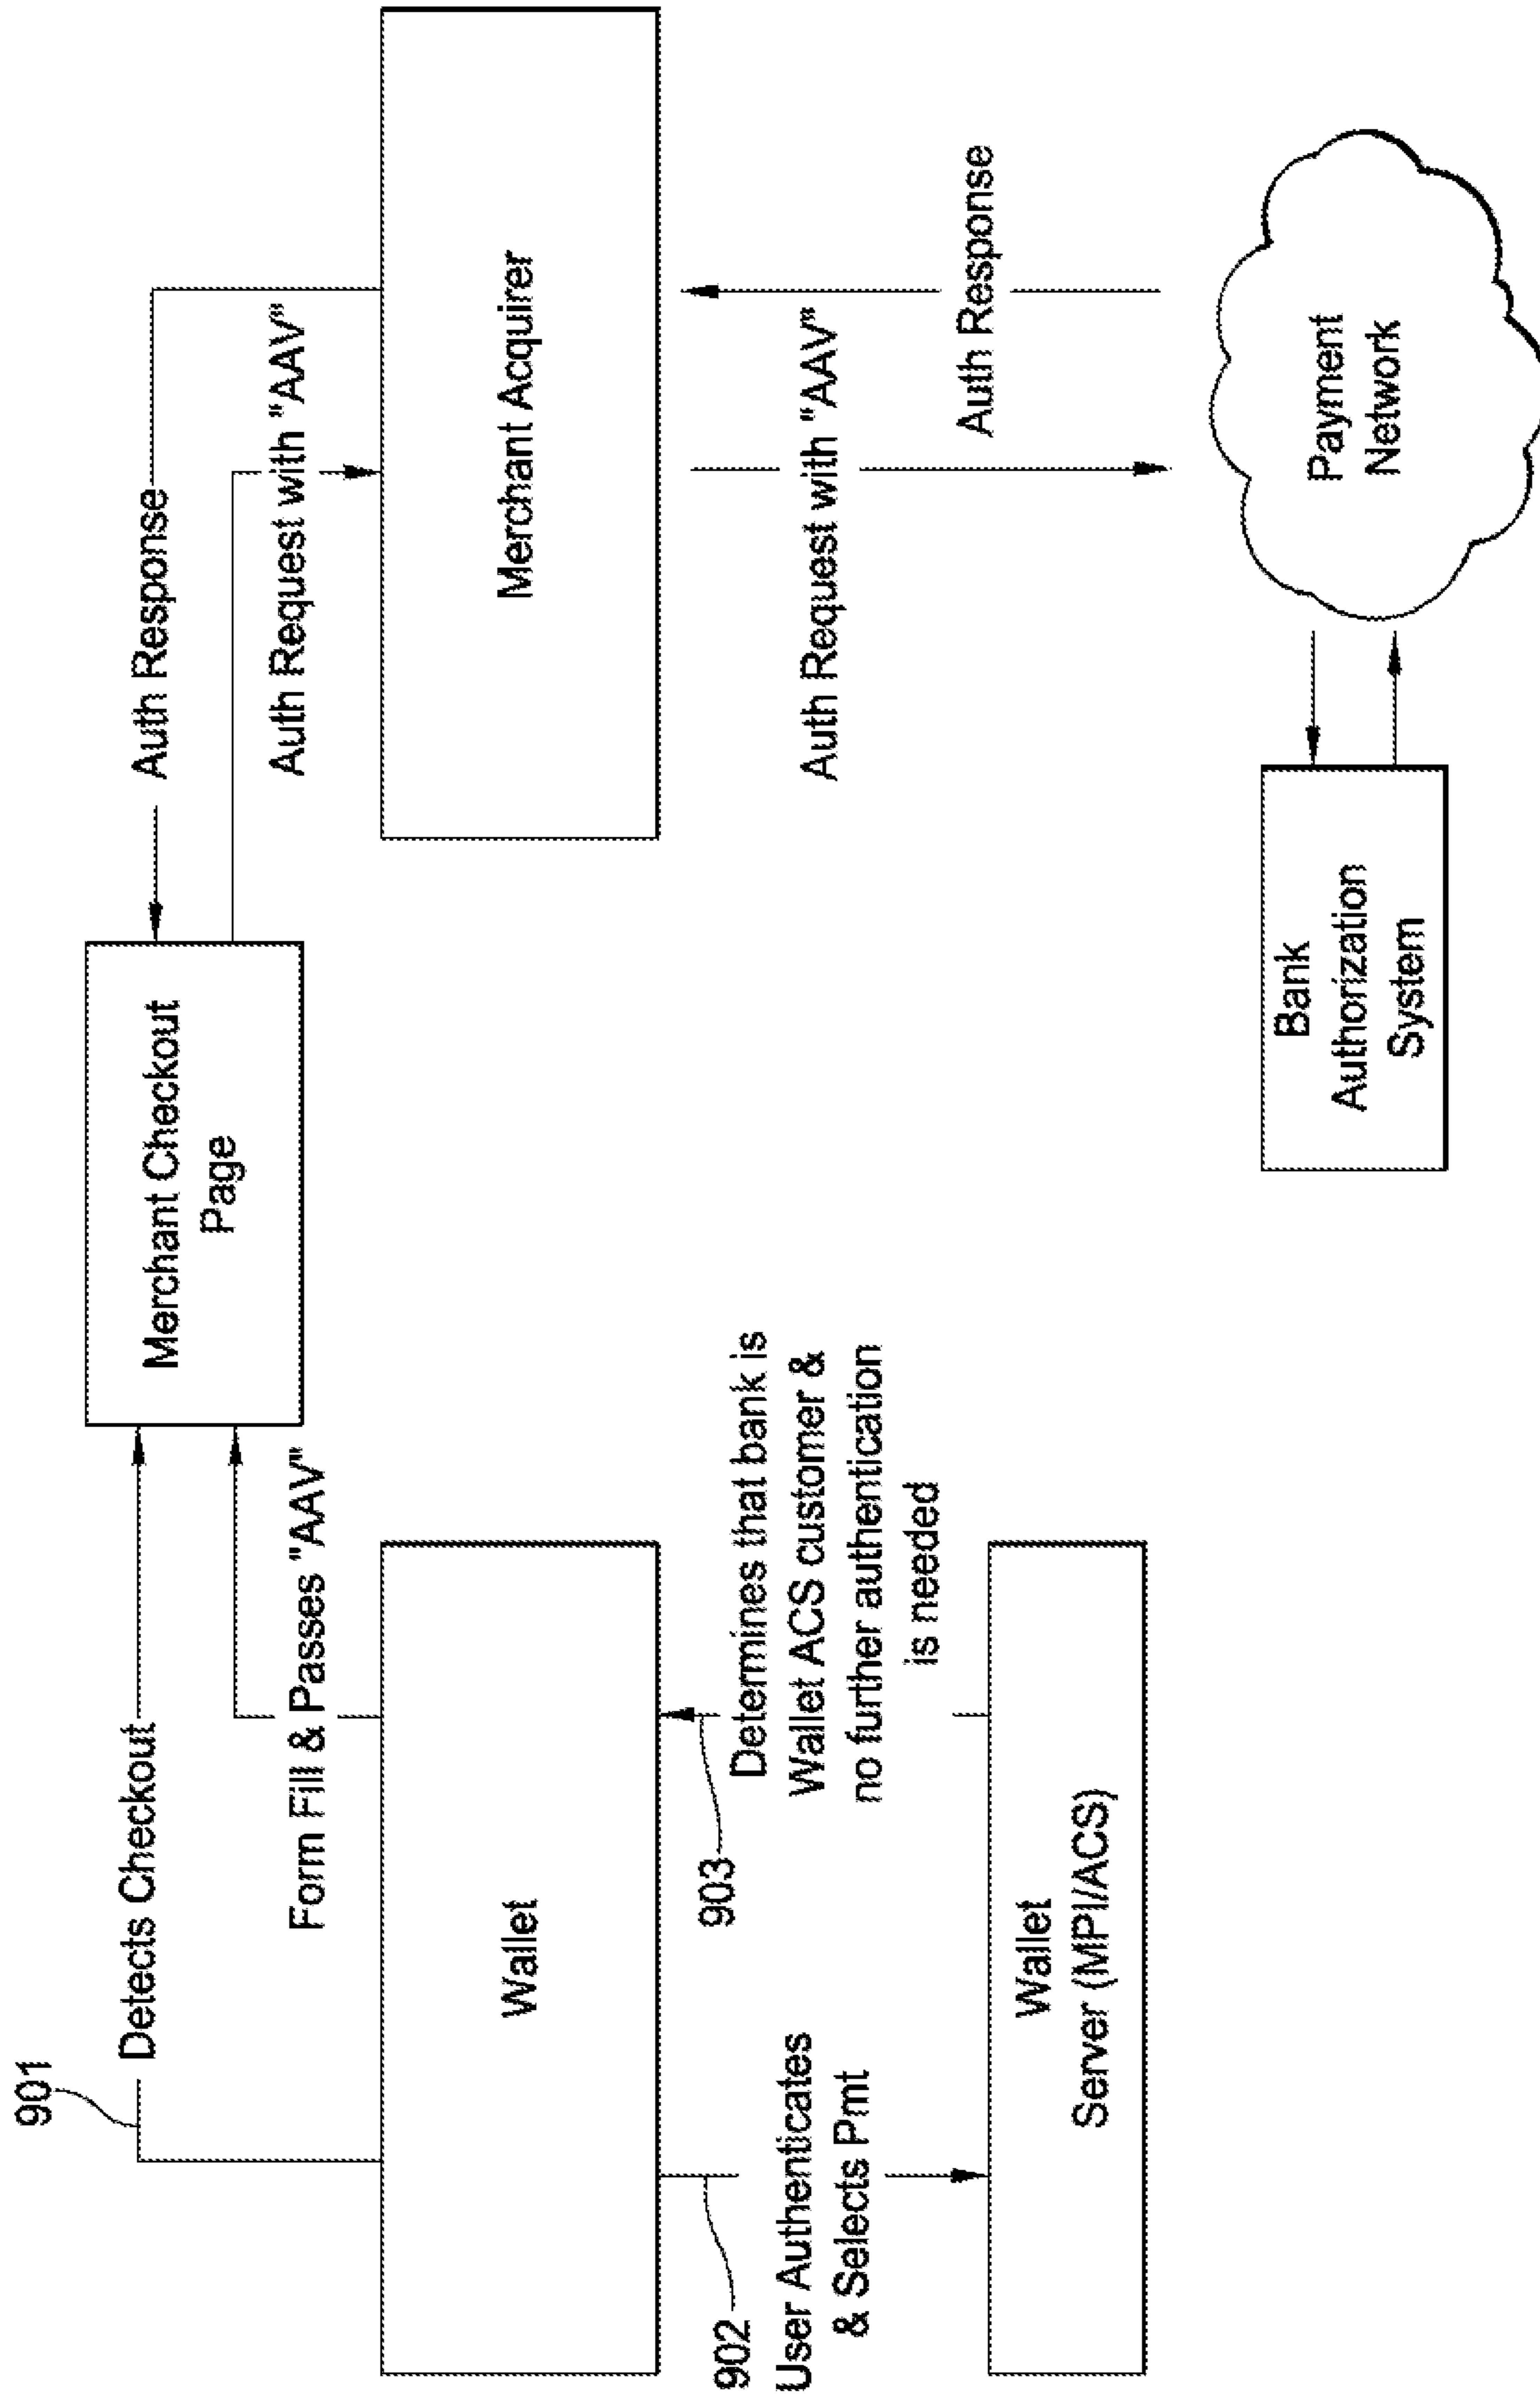 901
Detects Checkout
Form Fill & Passes "AAV"
Merchant Checkout
Page
Auth Response
Auth Request with "AAV"
Wallet
Merchant Acquirer
902
User Authenticates
& Selects Pmt
903
Determines that bank is
Wallet ACS customer &
no further authentication
is needed
Auth Request with "AAV"
Auth Response
Wallet
Server (MPI/ACS)
Bank
Authorization
System
Payment
Network